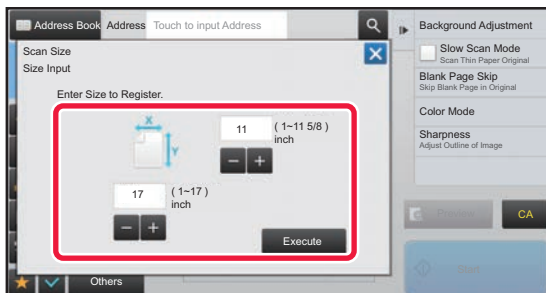 Address Book Address Touch to input Address
Scan Size
Size Input
Enter Size to Register.
X
Y
11 ( 1~11 5/8 )
inch
17 ( 1~17 )
inch
Execute
Others
Background Adjustment
Slow Scan Mode
Scan Thin Paper Original
Blank Page Skip
Skip Blank Page in Original
Color Mode
Sharpness
Adjust Outline of Image
Preview
CA
Start